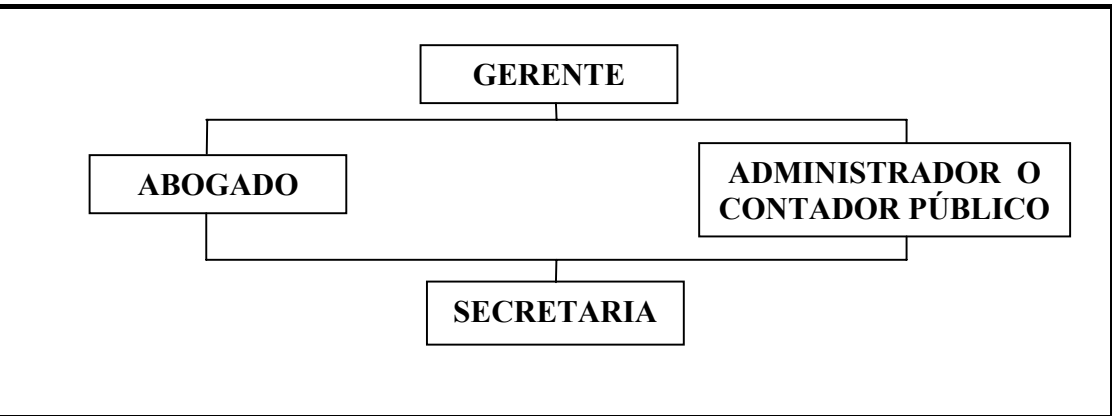 GERENTE
ABOGADO
ADMINISTRADOR O
CONTADOR PÚBLICO
SECRETARIA